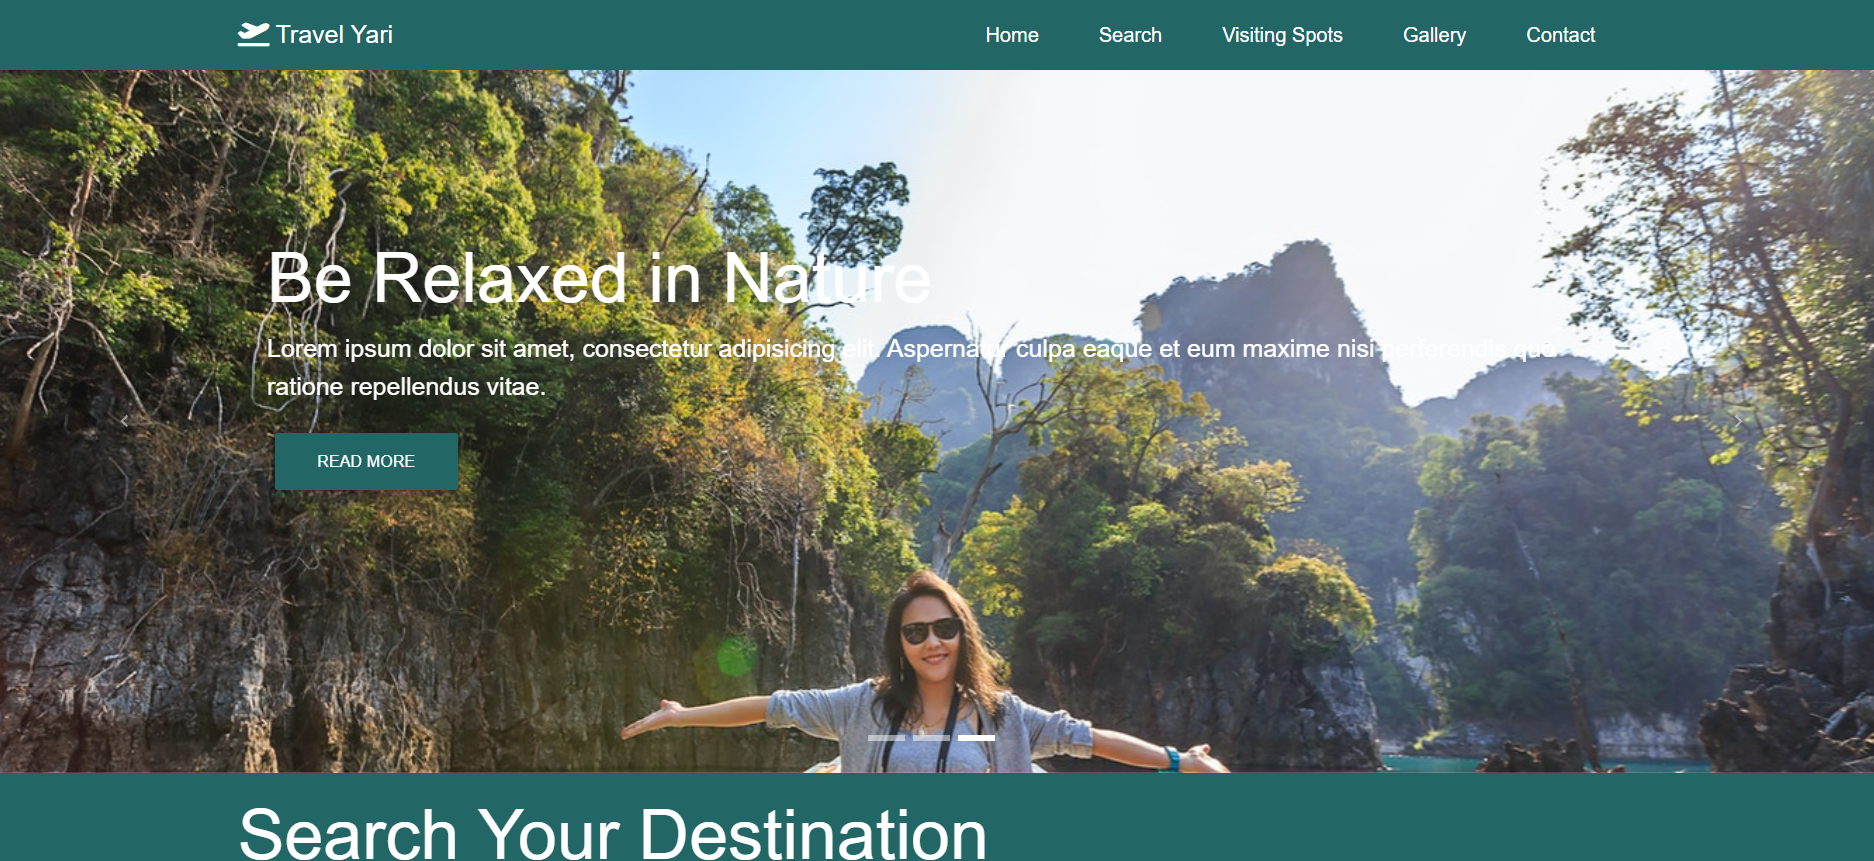 Travel Yari
Home Search Visiting Spots Gallery Contact
Be Relaxed in Nature
Lorem ipsum dolor sit amet, consectetur adipisicing elit. Aspernatur culpa eaque et eum maxime nisi perferendis quo
ratione repellendus vitae.
READ MORE
Search Your Destination